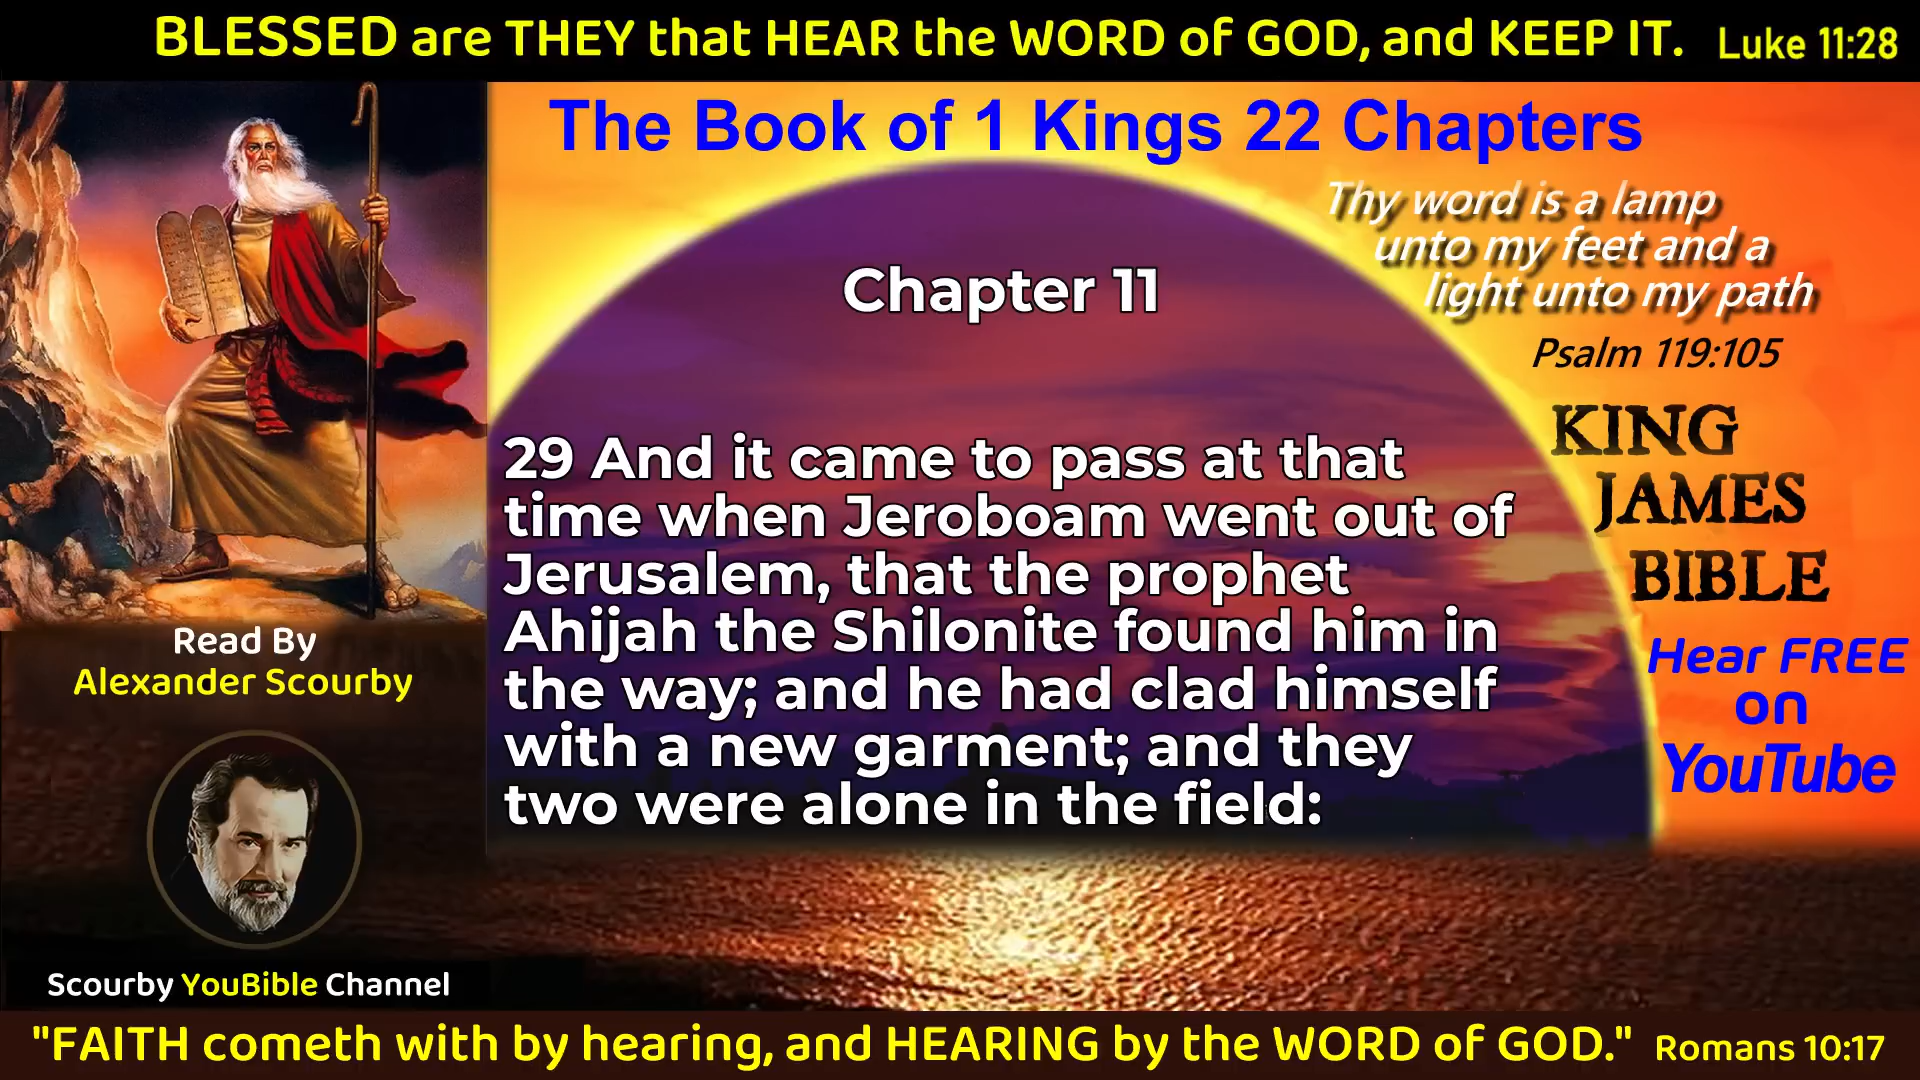 BLESSED are THEY that HEAR the WORD of GOD, and KEEP IT. Luke 11:28
The Book of 1 Kings 22 Chapters
Thy word is a lamp
unto my feet and a
light unto my path
Psalm 119:105
KING
JAMES
BIBLE
Hear FREE
on
YouTube
Chapter 11
29 And it came to pass at that
time when Jeroboam went out of
Jerusalem, that the prophet
Ahijah the Shilonite found him in
the way; and he had clad himself
with a new garment; and they
two were alone in the field:
Read By
Alexander Scourby
Scourby YouBible Channel
"FAITH cometh with by hearing, and HEARING by the WORD of GOD." Romans 10:17